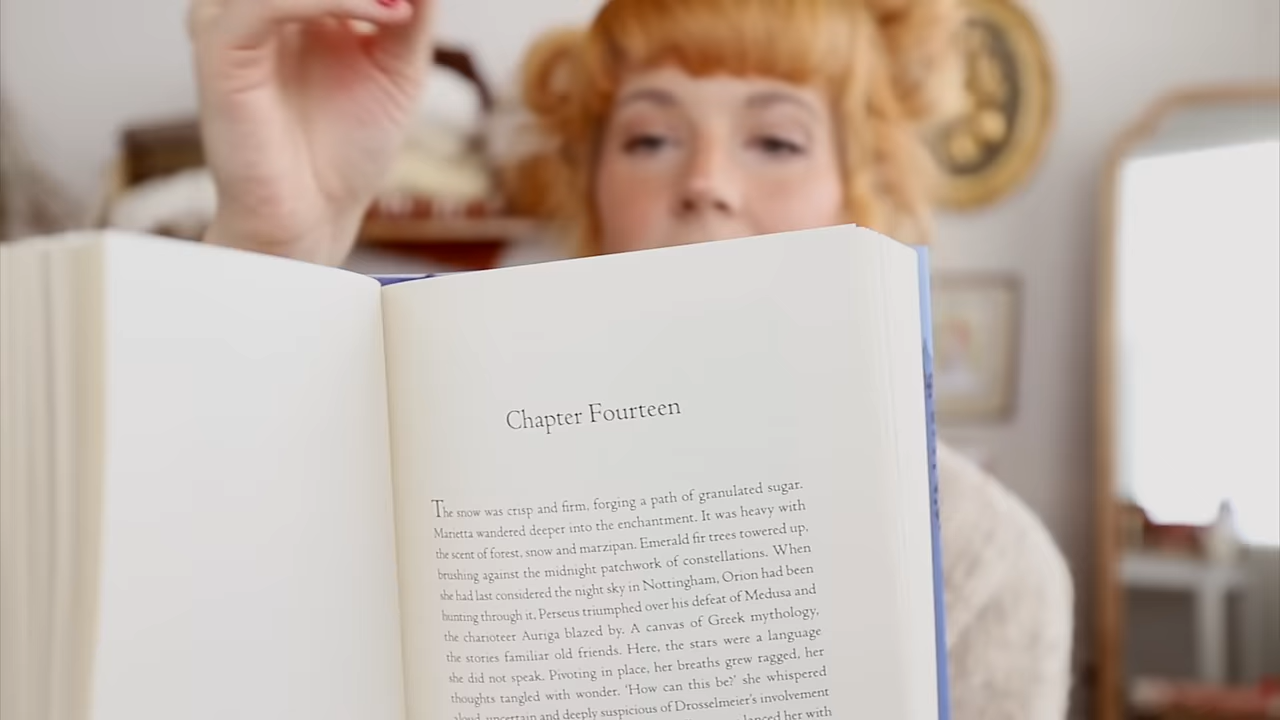 Chapter Fourteen
The snow was crisp and firm, forging a path of granulated sugar.
Marietta wandered deeper into the enchantment. It was heavy with
the scent of forest, snow and marzipan. Emerald fir trees towered up,
brushing against the midnight patchwork of constellations. When
she had last considered the night sky in Nottingham, Orion had been
hunting through it, Perseus triumphed over his defeat of Medusa and
the charioteer Auriga blazed by. A canvas of Greek mythology,
the stories familiar old friends. Here, the stars were a language
she did not speak. Pivoting in place, her breaths grew ragged, her
thoughts tangled with wonder. 'How can this be?' she whispered
aloud, uncertain and deeply suspicious of Drosselmeier's involvement
her with